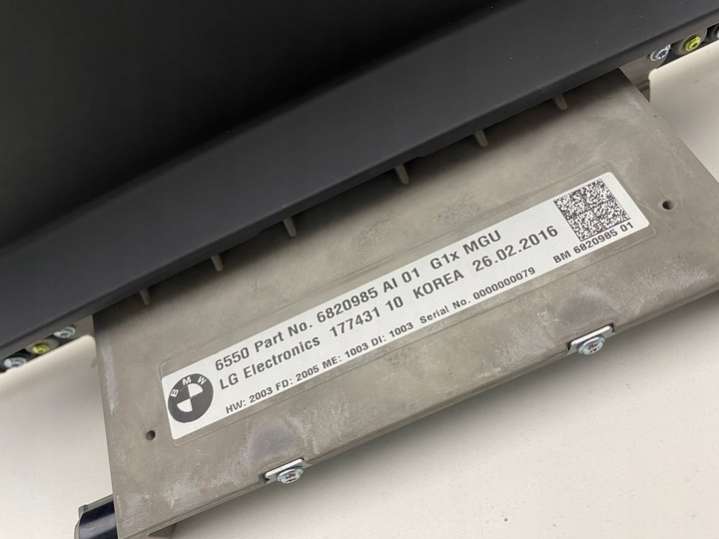 6550 Part No. 6820985 AI 01 G1x MGU
LG Electronics 177431 10 KOREA 26.02.2016
HW: 2003 FD: 2005 ME: 1003 DI: 1003 Serial No. 0000000079
BM 6820985 01
BMW